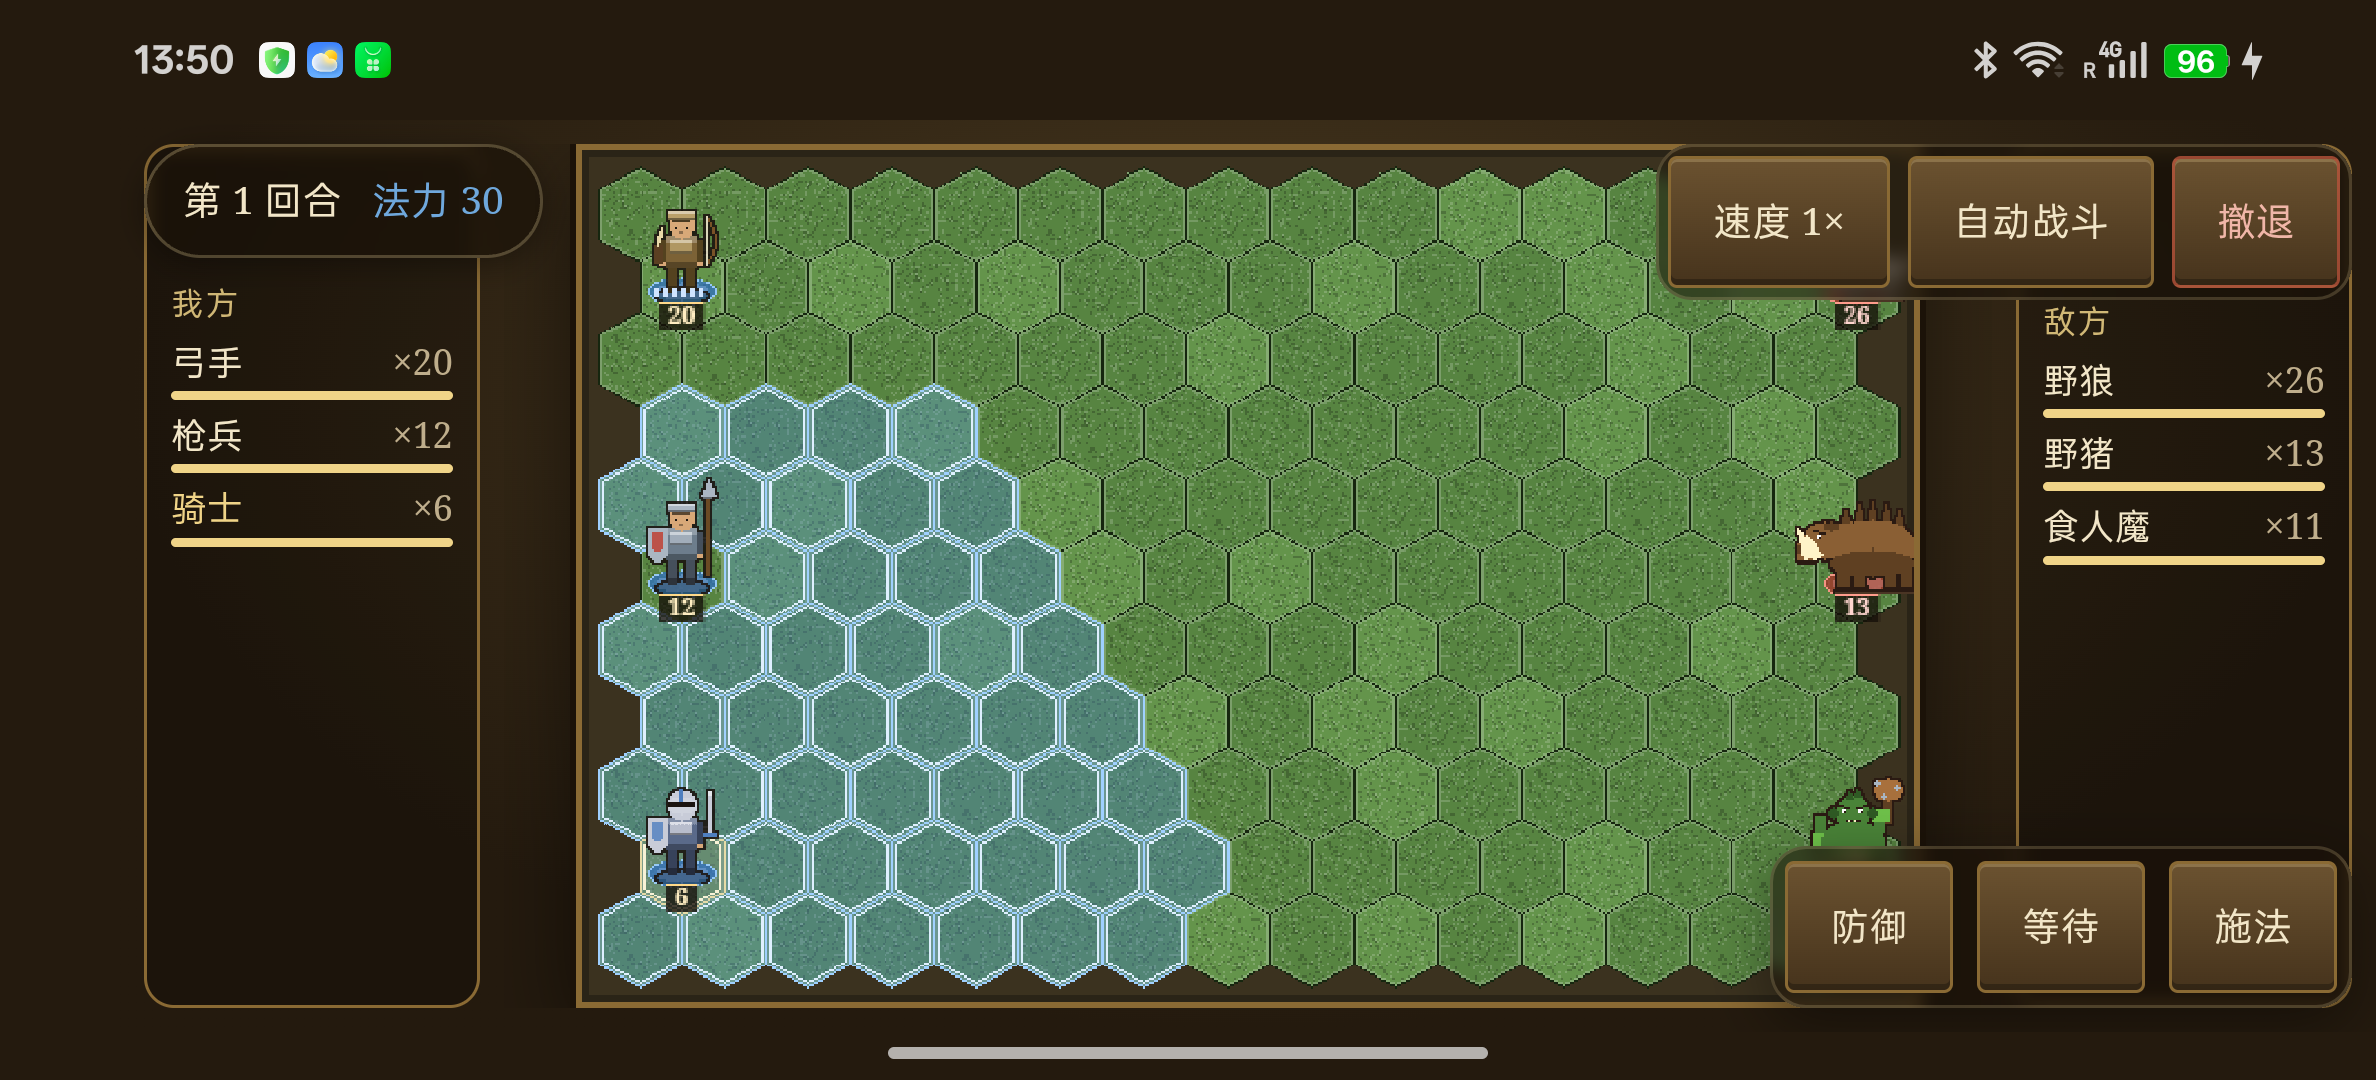 13:50
4G
R
96
第 1 回合 法力 30
速度 1×
自动战斗
撤退
我方
弓手 ×20
枪兵 ×12
骑士 ×6
20
12
6
26
13
敌方
野狼 ×26
野猪 ×13
食人魔 ×11
防御
等待
施法